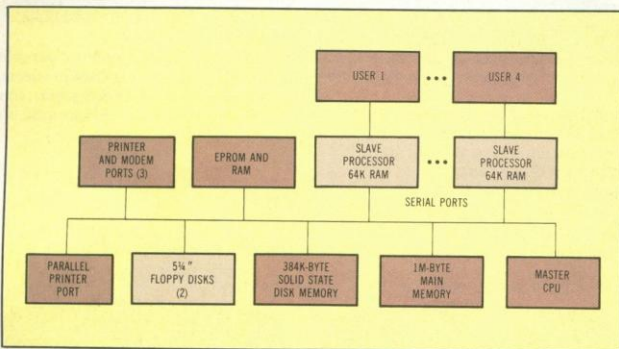 USER 1
•••
USER 4
PRINTER
AND MODEM
PORTS (3)
EPROM AND
RAM
SLAVE
PROCESSOR
64K RAM
•••
SLAVE
PROCESSOR
64K RAM
SERIAL PORTS
PARALLEL
PRINTER
PORT
5¼"
FLOPPY DISKS
(2)
384K-BYTE
SOLID STATE
DISK MEMORY
1M-BYTE
MAIN
MEMORY
MASTER
CPU